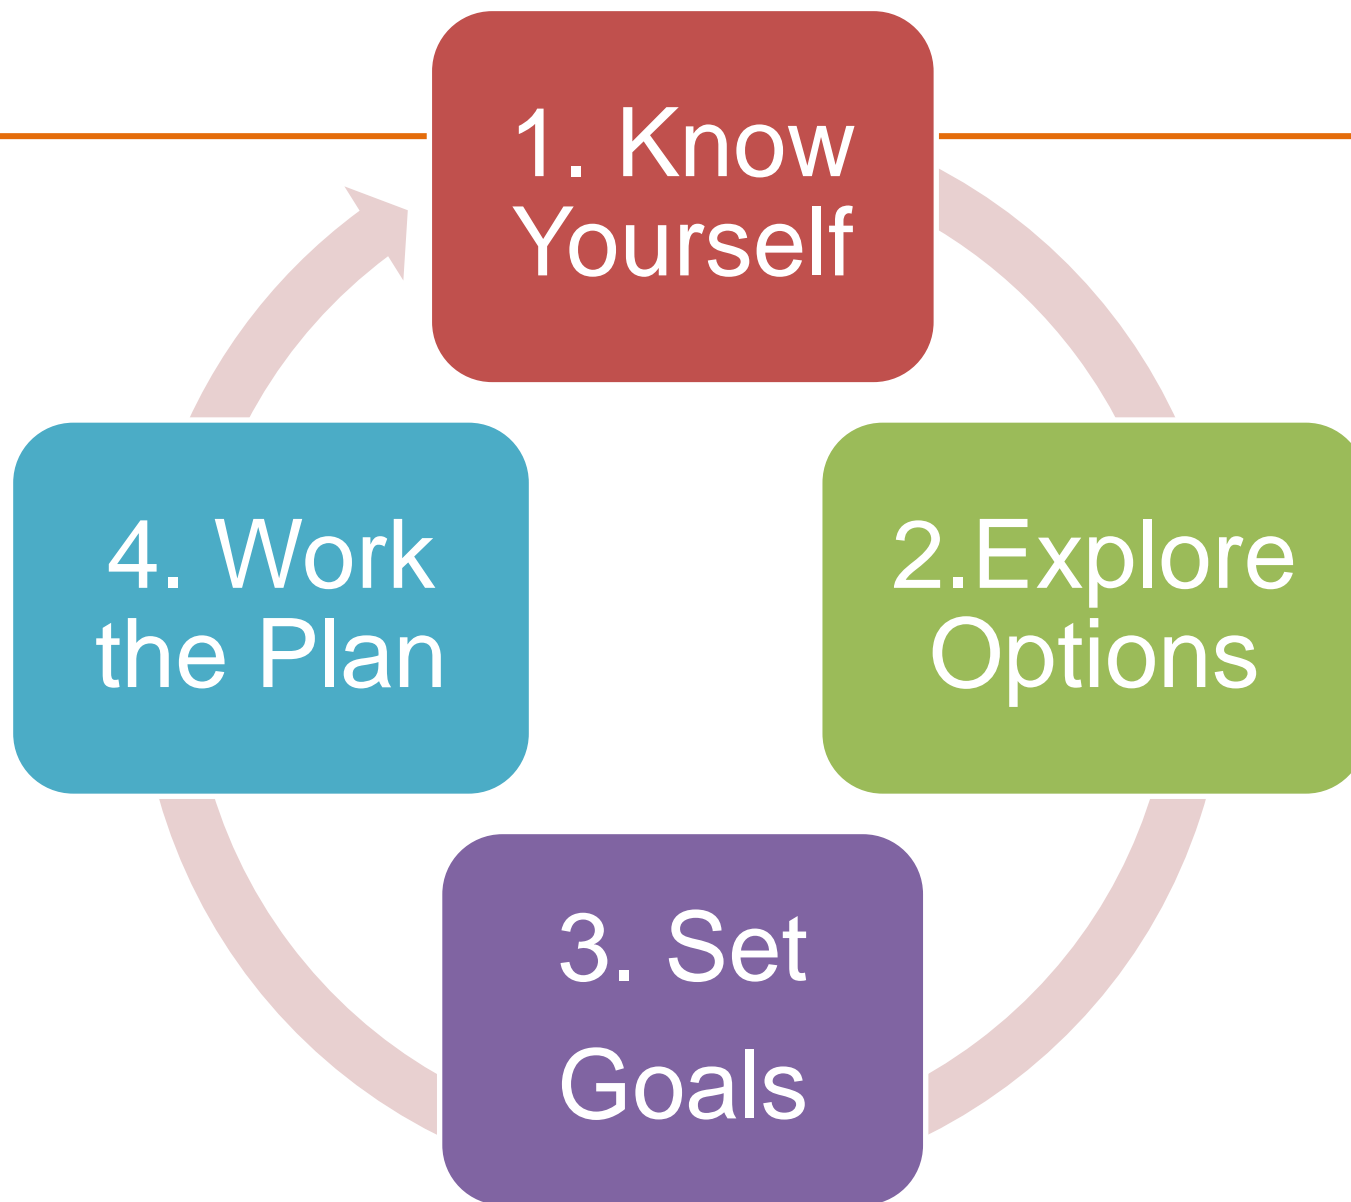 1. Know
Yourself
2.Explore
Options
3. Set
Goals
4. Work
the Plan